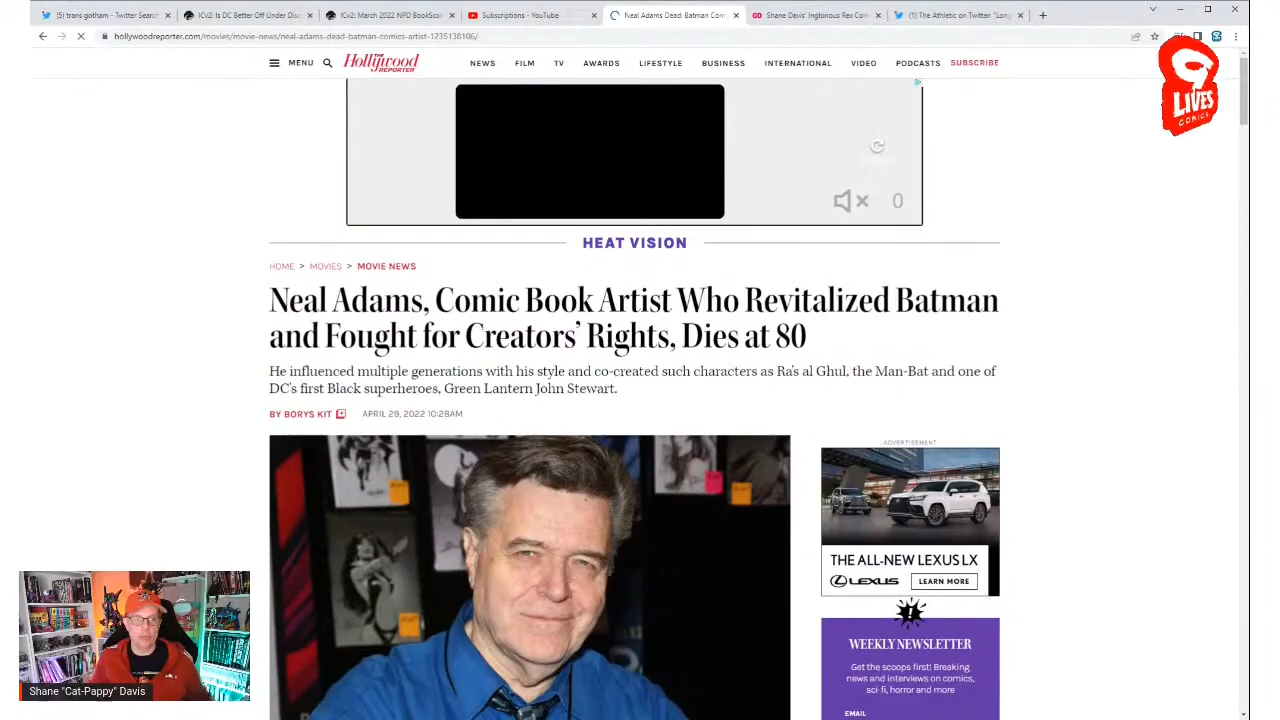 am footage - Twitter Search
ICv2: Is DC Better Off Under Disc
ICv2: March 2022 NPD BookScan
Subscriptions - YouTube
Neal Adams Dead: Batman Comics
Shane Davis' Inglorious Rex Com
(1) The Athletic on Twitter: "Long
hollywoodreporter.com/movies/movie-news/neal-adams-dead-batman-comics-artist-1235138106/
MENU
THE Hollywood REPORTER
NEWS FILM TV AWARDS LIFESTYLE BUSINESS INTERNATIONAL VIDEO PODCASTS SUBSCRIBE
9 LIVES COMICS
0
HEAT VISION
HOME > MOVIES > MOVIE NEWS
Neal Adams, Comic Book Artist Who Revitalized Batman
and Fought for Creators' Rights, Dies at 80
He influenced multiple generations with his style and co-created such characters as Ra's al Ghul, the Man-Bat and one of
DC's first Black superheroes, Green Lantern John Stewart.
BY BORYS KIT APRIL 29, 2022 10:28AM
ADVERTISEMENT
THE ALL-NEW LEXUS LX
LEXUS LEARN MORE
!
WEEKLY NEWSLETTER
Get the scoops first! Breaking
news and interviews on comics,
sci-fi, horror and more
EMAIL
Shane "Cat-Pappy" Davis